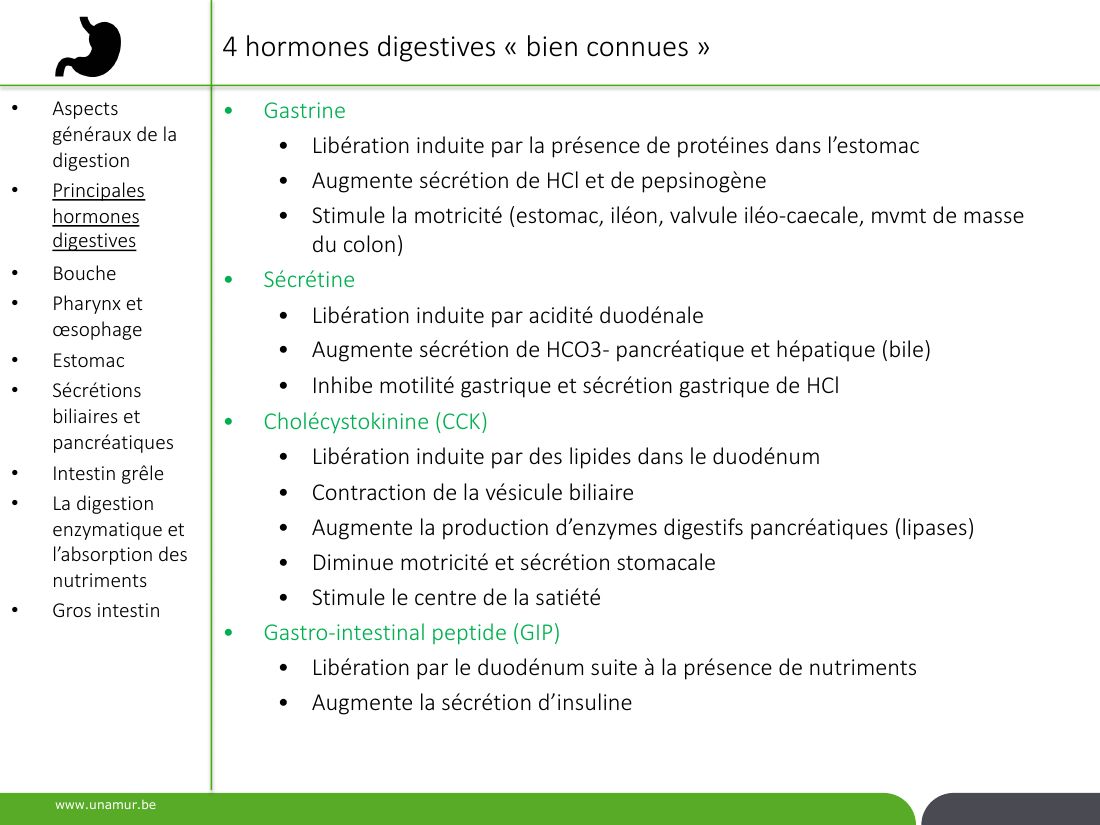 4 hormones digestives « bien connues »
• Aspects
généraux de la
digestion
• Principales
hormones
digestives
• Bouche
• Pharynx et
œsophage
• Estomac
• Sécrétions
biliaires et
pancréatiques
• Intestin grêle
• La digestion
enzymatique et
l’absorption des
nutriments
• Gros intestin
• Gastrine
• Libération induite par la présence de protéines dans l’estomac
• Augmente sécrétion de HCl et de pepsinogène
• Stimule la motricité (estomac, iléon, valvule iléo-caecale, mvmt de masse
du colon)
• Sécrétine
• Libération induite par acidité duodénale
• Augmente sécrétion de HCO3- pancréatique et hépatique (bile)
• Inhibe motilité gastrique et sécrétion gastrique de HCl
• Cholécystokinine (CCK)
• Libération induite par des lipides dans le duodénum
• Contraction de la vésicule biliaire
• Augmente la production d’enzymes digestifs pancréatiques (lipases)
• Diminue motricité et sécrétion stomacale
• Stimule le centre de la satiété
• Gastro-intestinal peptide (GIP)
• Libération par le duodénum suite à la présence de nutriments
• Augmente la sécrétion d’insuline
www.unamur.be